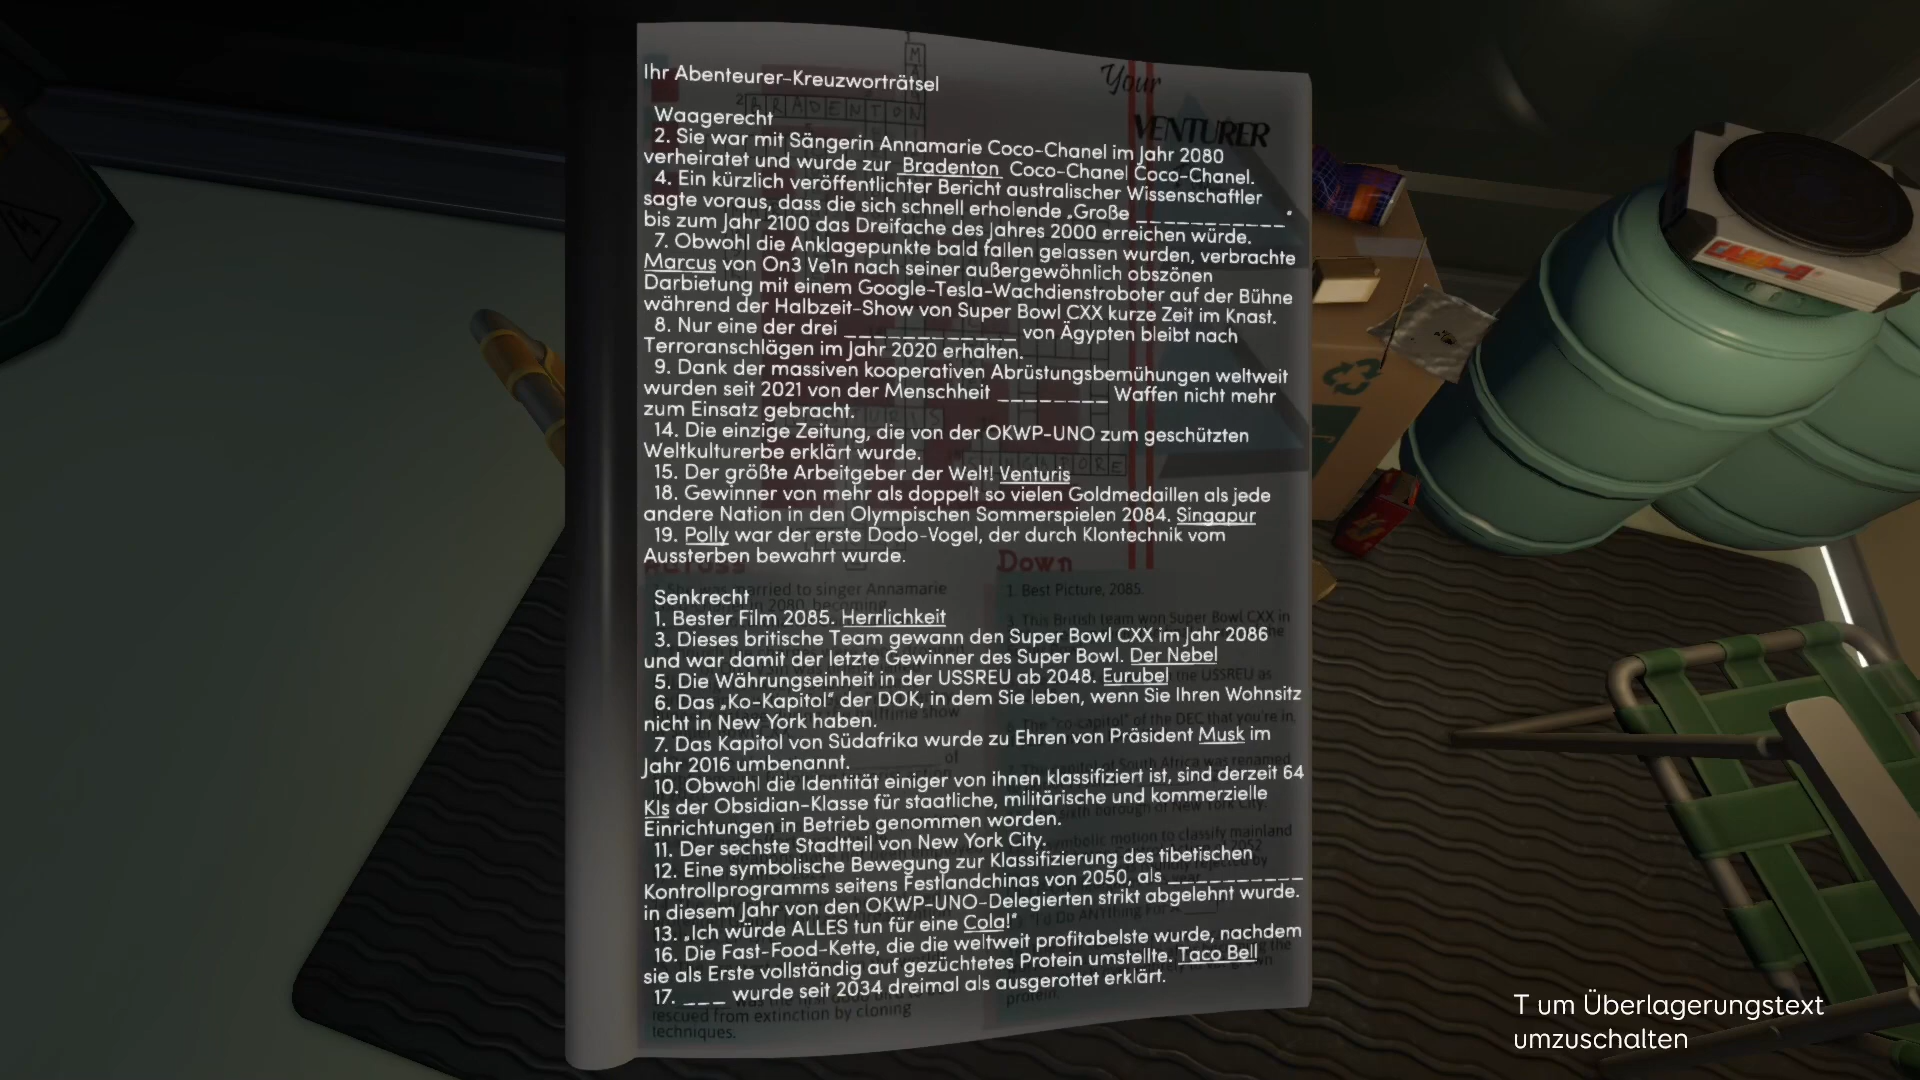 Ihr Abenteurer-Kreuzworträtsel
Your
VENTURER
Waagerecht
2. Sie war mit Sängerin Annamarie Coco-Chanel im Jahr 2080
verheiratet und wurde zur Bradenton Coco-Chanel Coco-Chanel.
4. Ein kürzlich veröffentlichter Bericht australischer Wissenschaftler
sagte voraus, dass die sich schnell erholende „Große ___________“
bis zum Jahr 2100 das Dreifache des Jahres 2000 erreichen würde.
7. Obwohl die Anklagepunkte bald fallen gelassen wurden, verbrachte
Marcus von On3 Ve1n nach seiner außergewöhnlich obszönen
Darbietung mit einem Google-Tesla-Wachdienstroboter auf der Bühne
während der Halbzeit-Show von Super Bowl CXX kurze Zeit im Knast.
8. Nur eine der drei _____________ von Ägypten bleibt nach
Terroranschlägen im Jahr 2020 erhalten.
9. Dank der massiven kooperativen Abrüstungsbemühungen weltweit
wurden seit 2021 von der Menschheit ________ Waffen nicht mehr
zum Einsatz gebracht.
14. Die einzige Zeitung, die von der OKWP-UNO zum geschützten
Weltkulturerbe erklärt wurde.
15. Der größte Arbeitgeber der Welt! Venturis
18. Gewinner von mehr als doppelt so vielen Goldmedaillen als jede
andere Nation in den Olympischen Sommerspielen 2084. Singapur
19. Polly war der erste Dodo-Vogel, der durch Klontechnik vom
Aussterben bewahrt wurde.
Down
1. Best Picture, 2085.
Senkrecht
1. Bester Film 2085. Herrlichkeit
3. Dieses britische Team gewann den Super Bowl CXX im Jahr 2086
und war damit der letzte Gewinner des Super Bowl. Der Nebel
5. Die Währungseinheit in der USSREU ab 2048. Eurubel
6. Das „Ko-Kapitol“ der DOK, in dem Sie leben, wenn Sie Ihren Wohnsitz
nicht in New York haben.
7. Das Kapitol von Südafrika wurde zu Ehren von Präsident Musk im
Jahr 2016 umbenannt.
10. Obwohl die Identität einiger von ihnen klassifiziert ist, sind derzeit 64
KIs der Obsidian-Klasse für staatliche, militärische und kommerzielle
Einrichtungen in Betrieb genommen worden.
11. Der sechste Stadtteil von New York City.
12. Eine symbolische Bewegung zur Klassifizierung des tibetischen
Kontrollprogramms seitens Festlandchinas von 2050, als __________
in diesem Jahr von den OKWP-UNO-Delegierten strikt abgelehnt wurde.
13. „Ich würde ALLES tun für eine Cola!“
16. Die Fast-Food-Kette, die die weltweit profitabelste wurde, nachdem
sie als Erste vollständig auf gezüchtetes Protein umstellte. Taco Bell
17. ___ wurde seit 2034 dreimal als ausgerottet erklärt.
rescued from extinction by cloning
techniques.
T um Überlagerungstext
umzuschalten